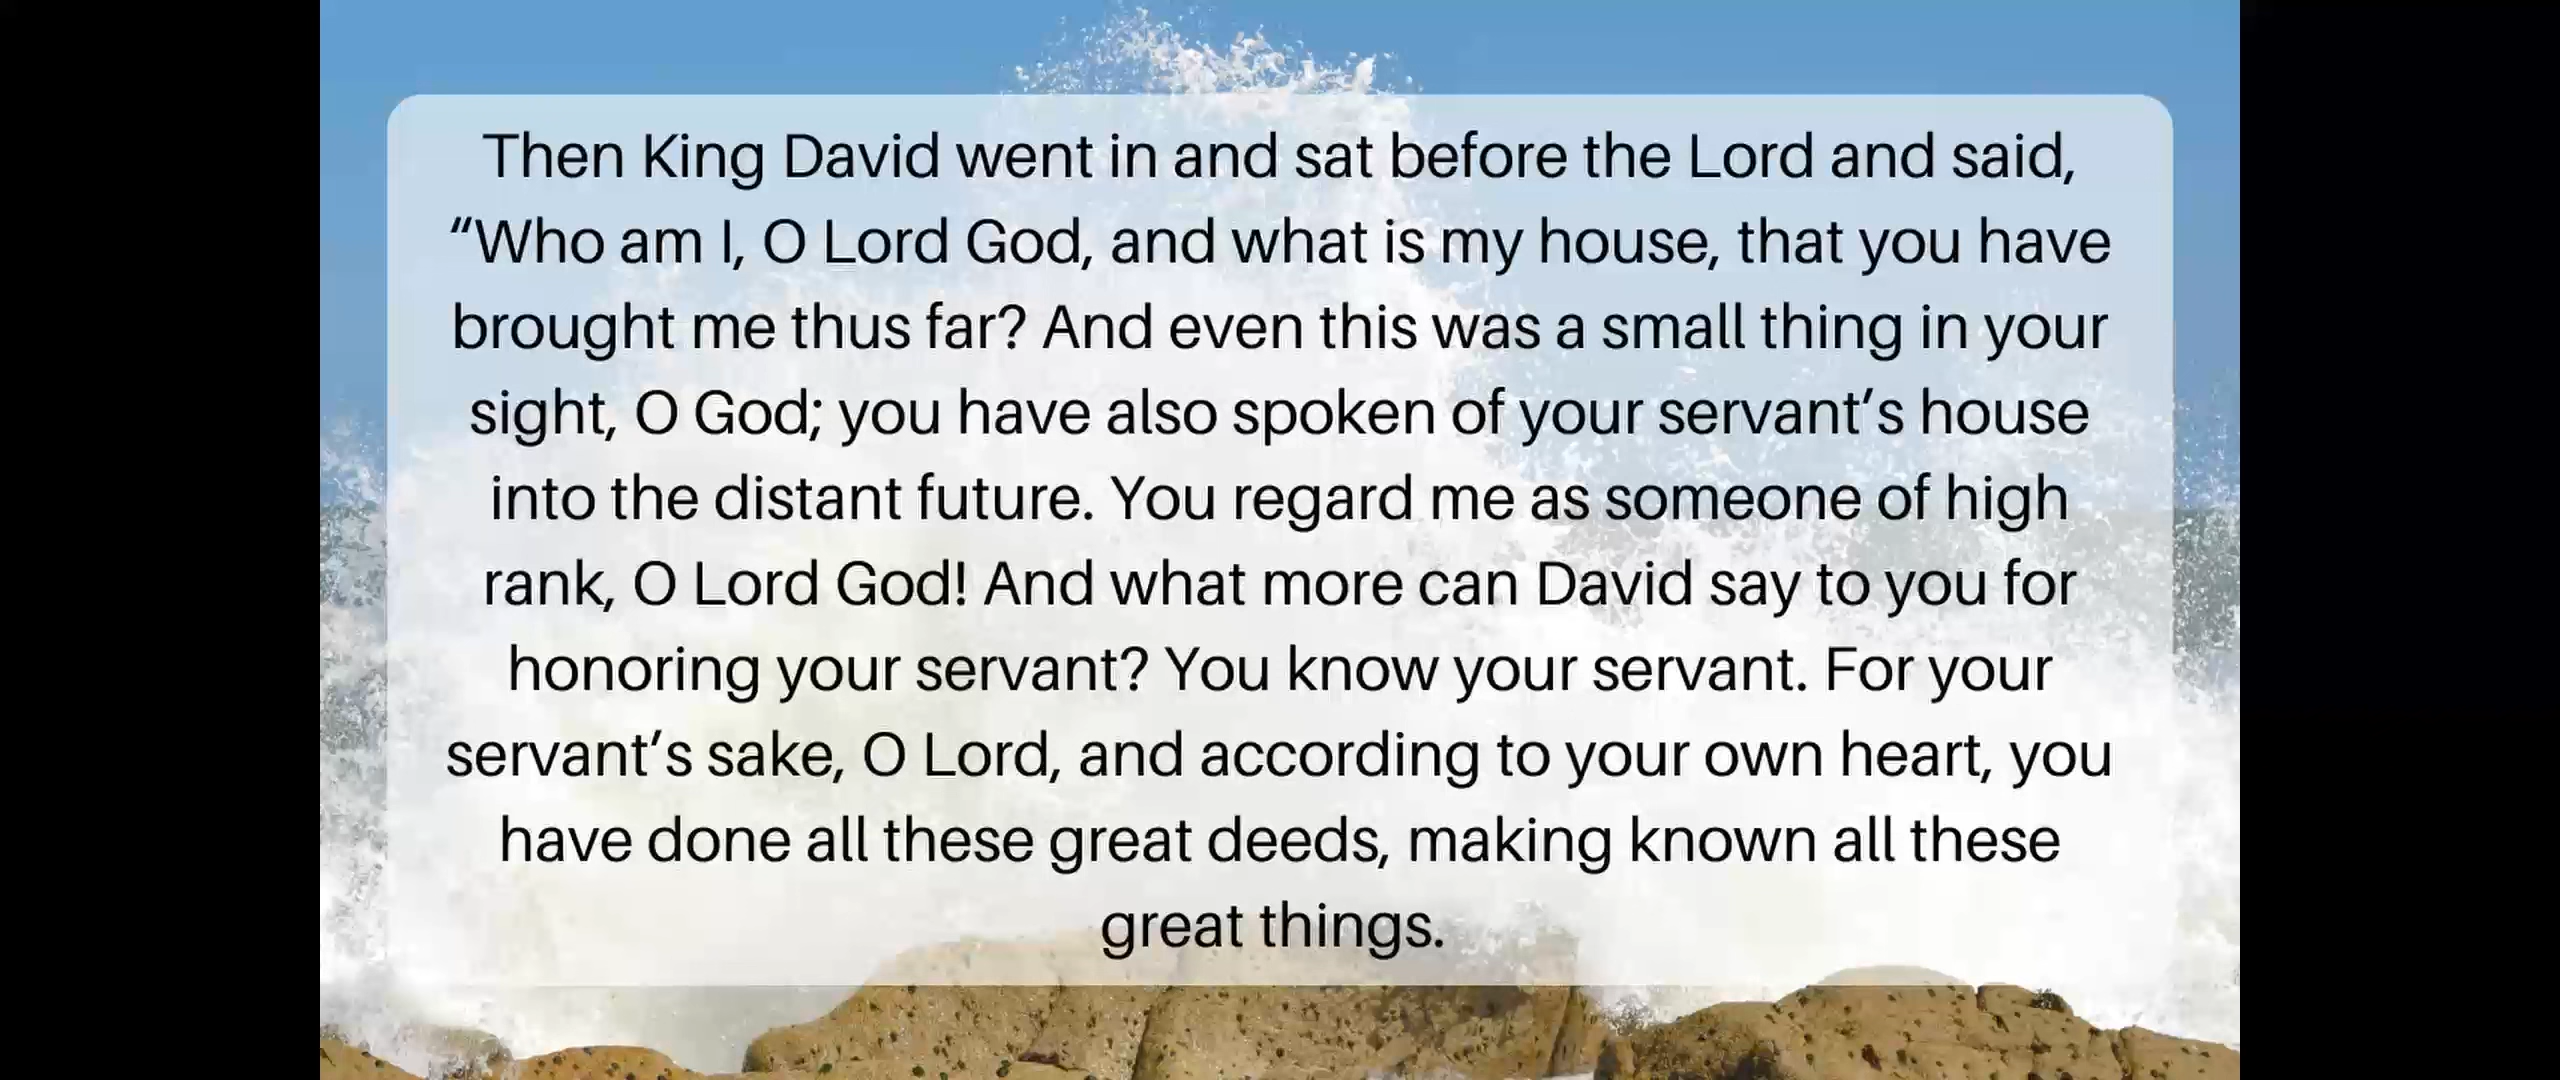 Then King David went in and sat before the Lord and said,
“Who am I, O Lord God, and what is my house, that you have
brought me thus far? And even this was a small thing in your
sight, O God; you have also spoken of your servant’s house
into the distant future. You regard me as someone of high
rank, O Lord God! And what more can David say to you for
honoring your servant? You know your servant. For your
servant’s sake, O Lord, and according to your own heart, you
have done all these great deeds, making known all these
great things.